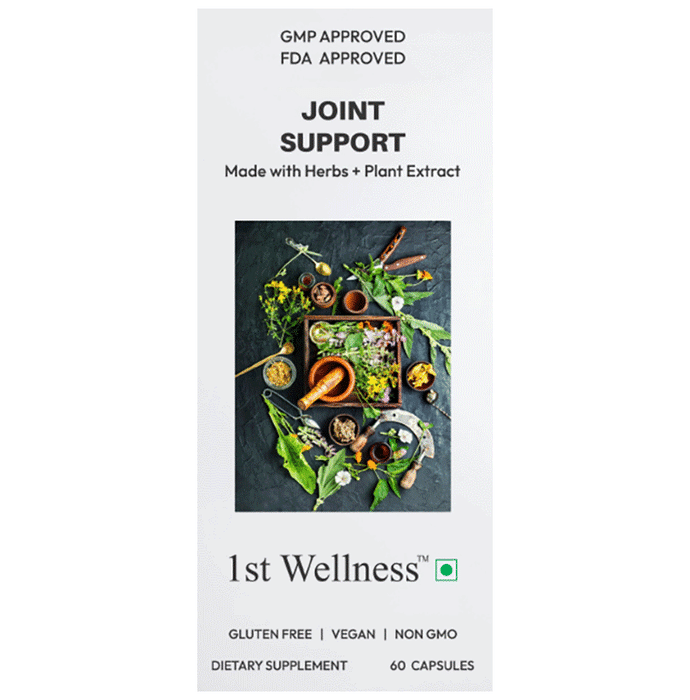 GMP APPROVED
FDA APPROVED
JOINT
SUPPORT
Made with Herbs + Plant Extract
1st Wellness™
GLUTEN FREE | VEGAN | NON GMO
DIETARY SUPPLEMENT 60 CAPSULES